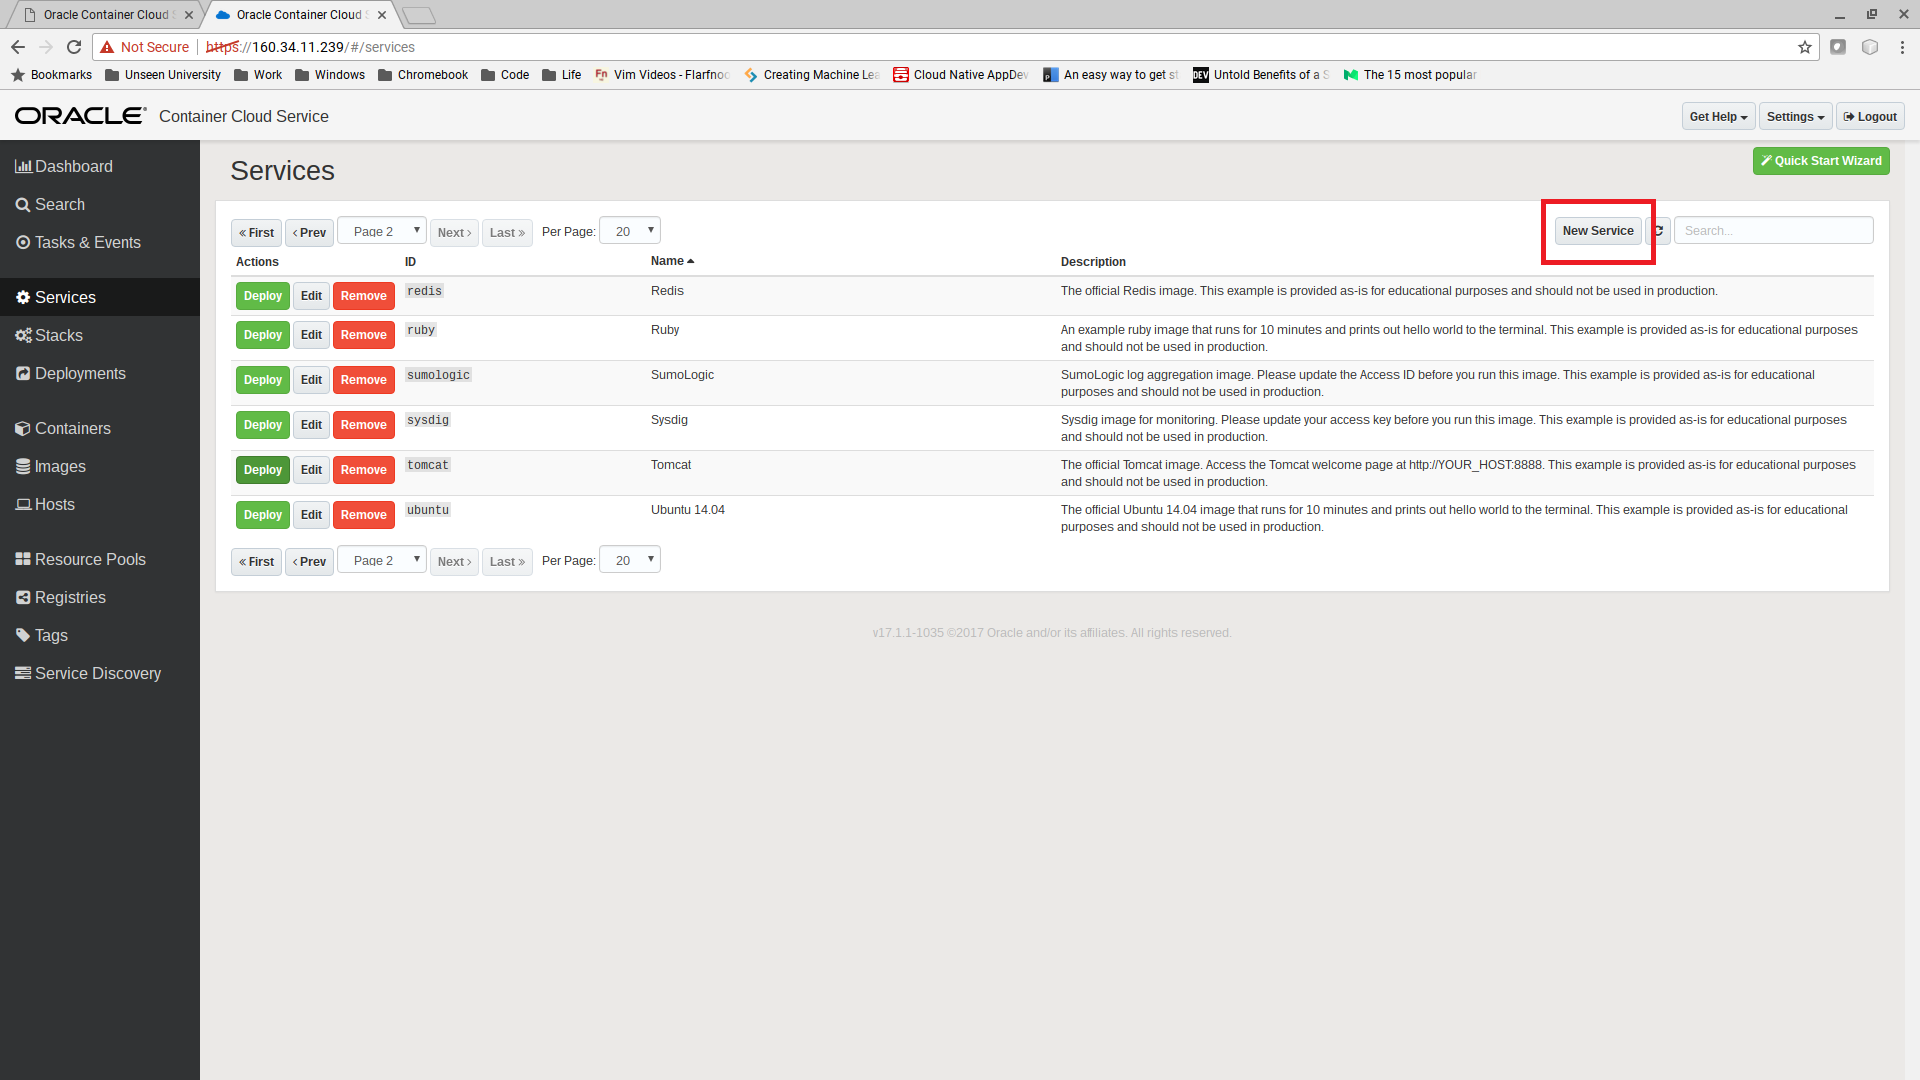 Oracle Container Cloud S
Oracle Container Cloud S
Not Secure https://160.34.11.239/#/services
Bookmarks Unseen University Work Windows Chromebook Code Life Vim Videos - Flarfnoo Creating Machine Lea Cloud Native AppDev An easy way to get st DEV Untold Benefits of a S The 15 most popular
ORACLE Container Cloud Service
Get Help Settings Logout
Dashboard
Search
Tasks & Events
Services
Stacks
Deployments
Containers
Images
Hosts
Resource Pools
Registries
Tags
Service Discovery
Services
Quick Start Wizard
« First ‹ Prev Page 2 Next › Last » Per Page: 20
New Service Search...
Actions ID Name Description
Deploy Edit Remove redis Redis The official Redis image. This example is provided as-is for educational purposes and should not be used in production.
Deploy Edit Remove ruby Ruby An example ruby image that runs for 10 minutes and prints out hello world to the terminal. This example is provided as-is for educational purposes
and should not be used in production.
Deploy Edit Remove sumologic SumoLogic SumoLogic log aggregation image. Please update the Access ID before you run this image. This example is provided as-is for educational
purposes and should not be used in production.
Deploy Edit Remove sysdig Sysdig Sysdig image for monitoring. Please update your access key before you run this image. This example is provided as-is for educational purposes
and should not be used in production.
Deploy Edit Remove tomcat Tomcat The official Tomcat image. Access the Tomcat welcome page at http://YOUR_HOST:8888. This example is provided as-is for educational purposes
and should not be used in production.
Deploy Edit Remove ubuntu Ubuntu 14.04 The official Ubuntu 14.04 image that runs for 10 minutes and prints out hello world to the terminal. This example is provided as-is for educational
purposes and should not be used in production.
« First ‹ Prev Page 2 Next › Last » Per Page: 20
v17.1.1-1035 ©2017 Oracle and/or its affiliates. All rights reserved.